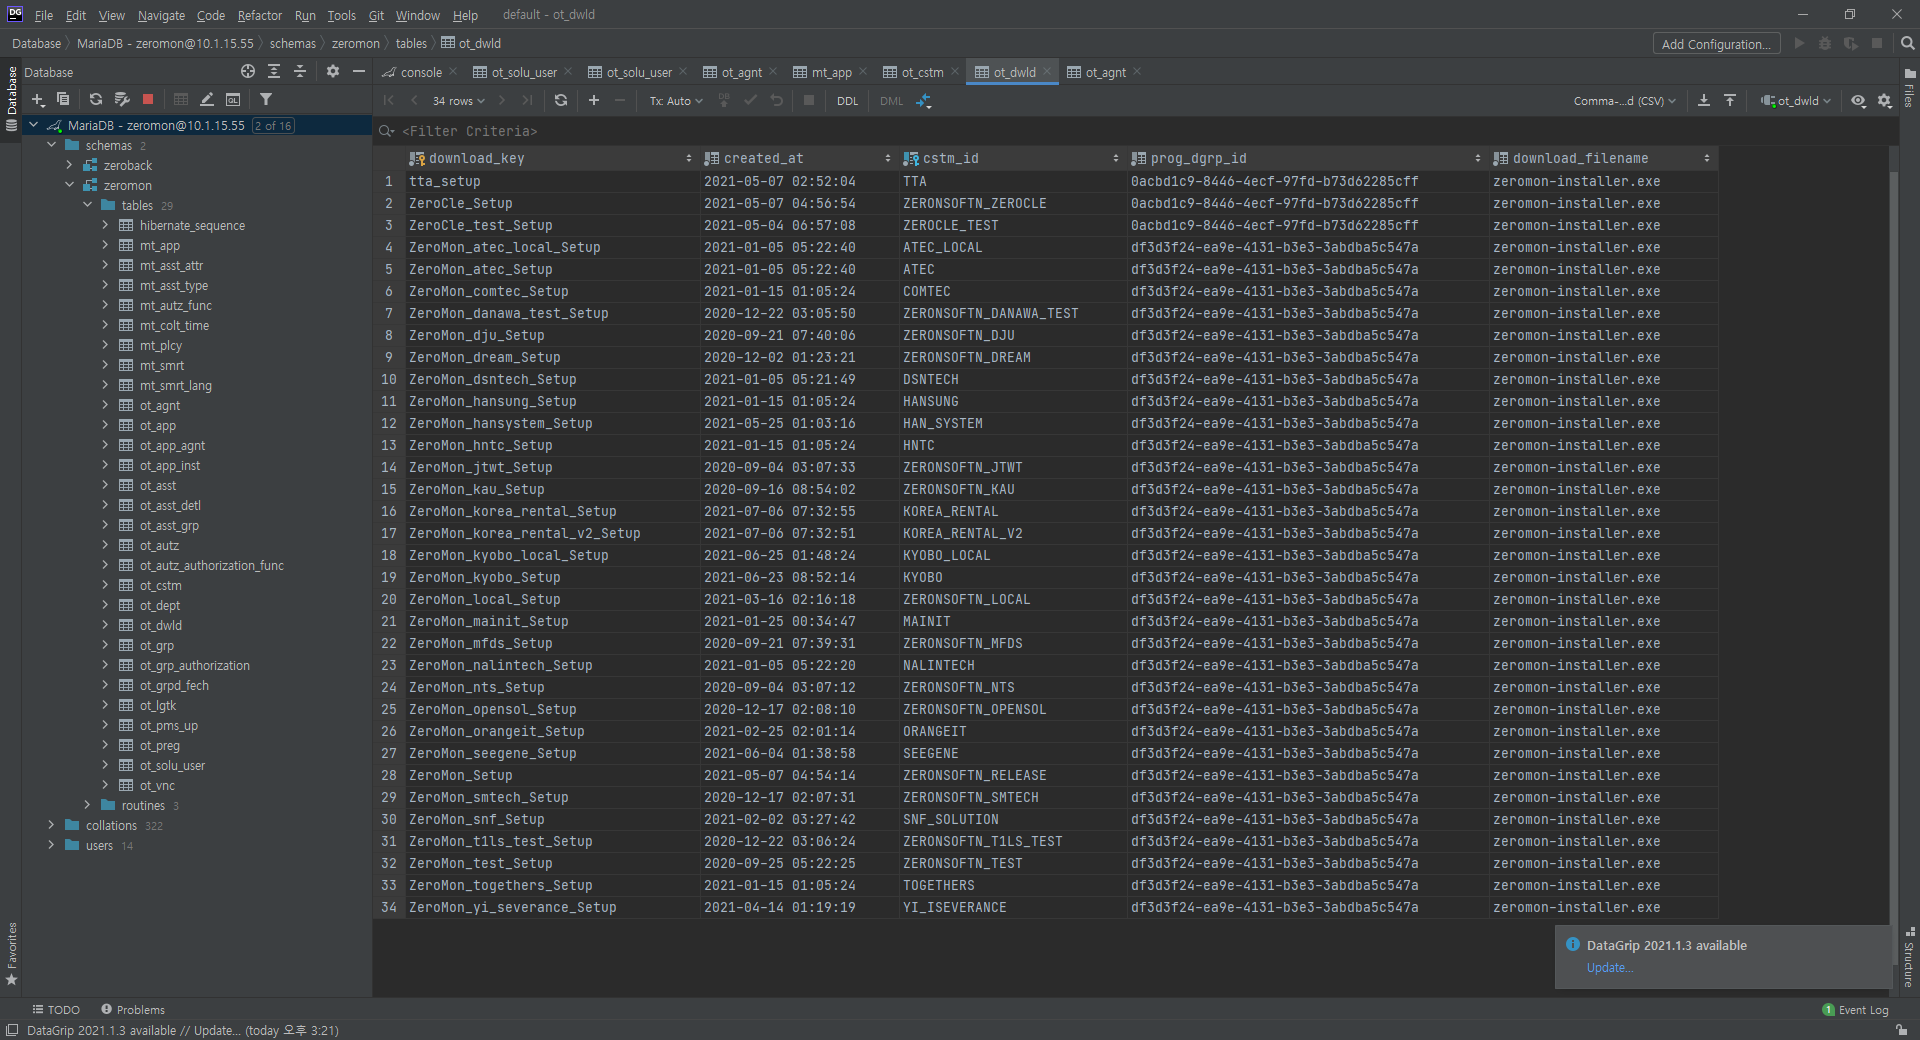 DG File Edit View Navigate Code Refactor Run Tools Git Window Help default - ot_dwld
Database MariaDB - zeromon@10.1.15.55 schemas zeromon tables ot_dwld Add Configuration...
Database
console ot_solu_user ot_solu_user ot_agnt mt_app ot_cstm ot_dwld ot_agnt
34 rows Tx: Auto DDL DML Comma-...d (CSV) ot_dwld
<Filter Criteria>
Database
Favorites
Files
Structure
MariaDB - zeromon@10.1.15.55 2 of 16
schemas 2
zeroback
zeromon
tables 29
hibernate_sequence
mt_app
mt_asst_attr
mt_asst_type
mt_autz_func
mt_colt_time
mt_plcy
mt_smrt
mt_smrt_lang
ot_agnt
ot_app
ot_app_agnt
ot_app_inst
ot_asst
ot_asst_detl
ot_asst_grp
ot_autz
ot_autz_authorization_func
ot_cstm
ot_dept
ot_dwld
ot_grp
ot_grp_authorization
ot_grpd_fech
ot_lgtk
ot_pms_up
ot_preg
ot_solu_user
ot_vnc
routines 3
collations 322
users 14
download_key created_at cstm_id prog_dgrp_id download_filename
1 tta_setup 2021-05-07 02:52:04 TTA 0acbd1c9-8446-4ecf-97fd-b73d62285cff zeromon-installer.exe
2 ZeroCle_Setup 2021-05-07 04:56:54 ZERONSOFTN_ZEROCLE 0acbd1c9-8446-4ecf-97fd-b73d62285cff zeromon-installer.exe
3 ZeroCle_test_Setup 2021-05-04 06:57:08 ZEROCLE_TEST 0acbd1c9-8446-4ecf-97fd-b73d62285cff zeromon-installer.exe
4 ZeroMon_atec_local_Setup 2021-01-05 05:22:40 ATEC_LOCAL df3d3f24-ea9e-4131-b3e3-3abdba5c547a zeromon-installer.exe
5 ZeroMon_atec_Setup 2021-01-05 05:22:40 ATEC df3d3f24-ea9e-4131-b3e3-3abdba5c547a zeromon-installer.exe
6 ZeroMon_comtec_Setup 2021-01-15 01:05:24 COMTEC df3d3f24-ea9e-4131-b3e3-3abdba5c547a zeromon-installer.exe
7 ZeroMon_danawa_test_Setup 2020-12-22 03:05:50 ZERONSOFTN_DANAWA_TEST df3d3f24-ea9e-4131-b3e3-3abdba5c547a zeromon-installer.exe
8 ZeroMon_dju_Setup 2020-09-21 07:40:06 ZERONSOFTN_DJU df3d3f24-ea9e-4131-b3e3-3abdba5c547a zeromon-installer.exe
9 ZeroMon_dream_Setup 2020-12-02 01:23:21 ZERONSOFTN_DREAM df3d3f24-ea9e-4131-b3e3-3abdba5c547a zeromon-installer.exe
10 ZeroMon_dsntech_Setup 2021-01-05 05:21:49 DSNTECH df3d3f24-ea9e-4131-b3e3-3abdba5c547a zeromon-installer.exe
11 ZeroMon_hansung_Setup 2021-01-15 01:05:24 HANSUNG df3d3f24-ea9e-4131-b3e3-3abdba5c547a zeromon-installer.exe
12 ZeroMon_hansystem_Setup 2021-05-25 01:03:16 HAN_SYSTEM df3d3f24-ea9e-4131-b3e3-3abdba5c547a zeromon-installer.exe
13 ZeroMon_hntc_Setup 2021-01-15 01:05:24 HNTC df3d3f24-ea9e-4131-b3e3-3abdba5c547a zeromon-installer.exe
14 ZeroMon_jtwt_Setup 2020-09-04 03:07:33 ZERONSOFTN_JTWT df3d3f24-ea9e-4131-b3e3-3abdba5c547a zeromon-installer.exe
15 ZeroMon_kau_Setup 2020-09-16 08:54:02 ZERONSOFTN_KAU df3d3f24-ea9e-4131-b3e3-3abdba5c547a zeromon-installer.exe
16 ZeroMon_korea_rental_Setup 2021-07-06 07:32:55 KOREA_RENTAL df3d3f24-ea9e-4131-b3e3-3abdba5c547a zeromon-installer.exe
17 ZeroMon_korea_rental_v2_Setup 2021-07-06 07:32:51 KOREA_RENTAL_V2 df3d3f24-ea9e-4131-b3e3-3abdba5c547a zeromon-installer.exe
18 ZeroMon_kyobo_local_Setup 2021-06-25 01:48:24 KYOBO_LOCAL df3d3f24-ea9e-4131-b3e3-3abdba5c547a zeromon-installer.exe
19 ZeroMon_kyobo_Setup 2021-06-23 08:52:14 KYOBO df3d3f24-ea9e-4131-b3e3-3abdba5c547a zeromon-installer.exe
20 ZeroMon_local_Setup 2021-03-16 02:16:18 ZERONSOFTN_LOCAL df3d3f24-ea9e-4131-b3e3-3abdba5c547a zeromon-installer.exe
21 ZeroMon_mainit_Setup 2021-01-25 00:34:47 MAINIT df3d3f24-ea9e-4131-b3e3-3abdba5c547a zeromon-installer.exe
22 ZeroMon_mfds_Setup 2020-09-21 07:39:31 ZERONSOFTN_MFDS df3d3f24-ea9e-4131-b3e3-3abdba5c547a zeromon-installer.exe
23 ZeroMon_nalintech_Setup 2021-01-05 05:22:20 NALINTECH df3d3f24-ea9e-4131-b3e3-3abdba5c547a zeromon-installer.exe
24 ZeroMon_nts_Setup 2020-09-04 03:07:12 ZERONSOFTN_NTS df3d3f24-ea9e-4131-b3e3-3abdba5c547a zeromon-installer.exe
25 ZeroMon_opensol_Setup 2020-12-17 02:08:10 ZERONSOFTN_OPENSOL df3d3f24-ea9e-4131-b3e3-3abdba5c547a zeromon-installer.exe
26 ZeroMon_orangeit_Setup 2021-02-25 02:01:14 ORANGEIT df3d3f24-ea9e-4131-b3e3-3abdba5c547a zeromon-installer.exe
27 ZeroMon_seegene_Setup 2021-06-04 01:38:58 SEEGENE df3d3f24-ea9e-4131-b3e3-3abdba5c547a zeromon-installer.exe
28 ZeroMon_Setup 2021-05-07 04:54:14 ZERONSOFTN_RELEASE df3d3f24-ea9e-4131-b3e3-3abdba5c547a zeromon-installer.exe
29 ZeroMon_smtech_Setup 2020-12-17 02:07:31 ZERONSOFTN_SMTECH df3d3f24-ea9e-4131-b3e3-3abdba5c547a zeromon-installer.exe
30 ZeroMon_snf_Setup 2021-02-02 03:27:42 SNF_SOLUTION df3d3f24-ea9e-4131-b3e3-3abdba5c547a zeromon-installer.exe
31 ZeroMon_t1ls_test_Setup 2020-12-22 03:06:24 ZERONSOFTN_T1LS_TEST df3d3f24-ea9e-4131-b3e3-3abdba5c547a zeromon-installer.exe
32 ZeroMon_test_Setup 2020-09-25 05:22:25 ZERONSOFTN_TEST df3d3f24-ea9e-4131-b3e3-3abdba5c547a zeromon-installer.exe
33 ZeroMon_togethers_Setup 2021-01-15 01:05:24 TOGETHERS df3d3f24-ea9e-4131-b3e3-3abdba5c547a zeromon-installer.exe
34 ZeroMon_yi_severance_Setup 2021-04-14 01:19:19 YI_ISEVERANCE df3d3f24-ea9e-4131-b3e3-3abdba5c547a zeromon-installer.exe
DataGrip 2021.1.3 available
Update...
TODO Problems 1 Event Log
DataGrip 2021.1.3 available // Update... (today 오후 3:21)